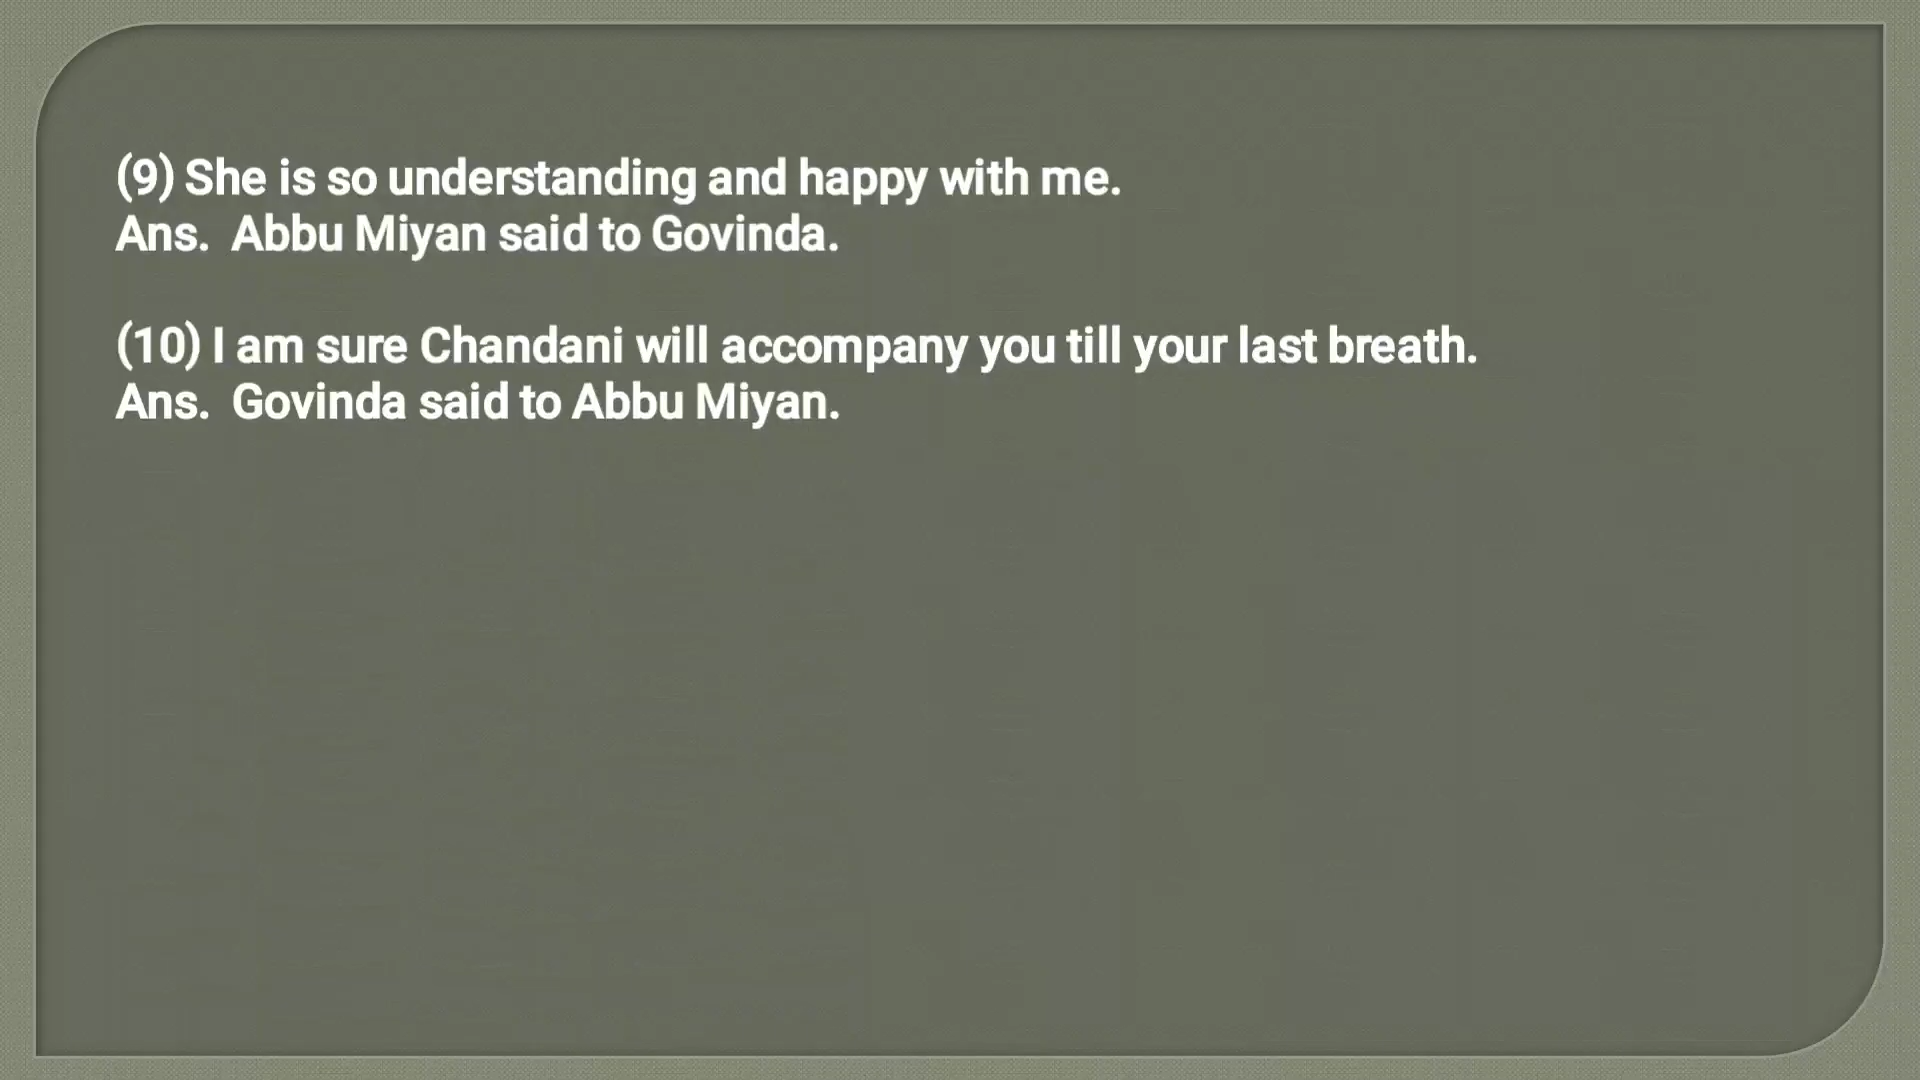 (9) She is so understanding and happy with me.
Ans.  Abbu Miyan said to Govinda.
(10) I am sure Chandani will accompany you till your last breath.
Ans.  Govinda said to Abbu Miyan.